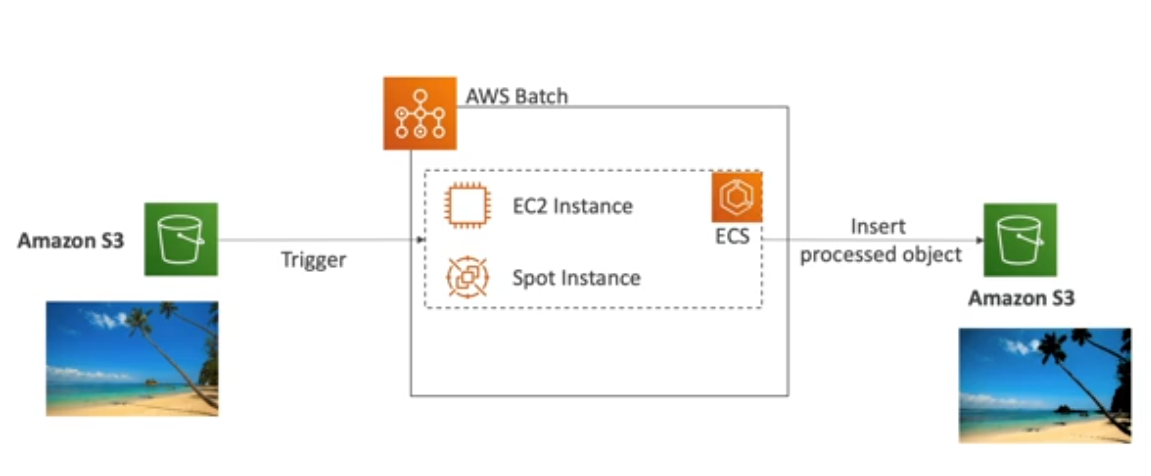 AWS Batch
EC2 Instance
ECS
Spot Instance
Amazon S3
Trigger
Insert
processed object
Amazon S3